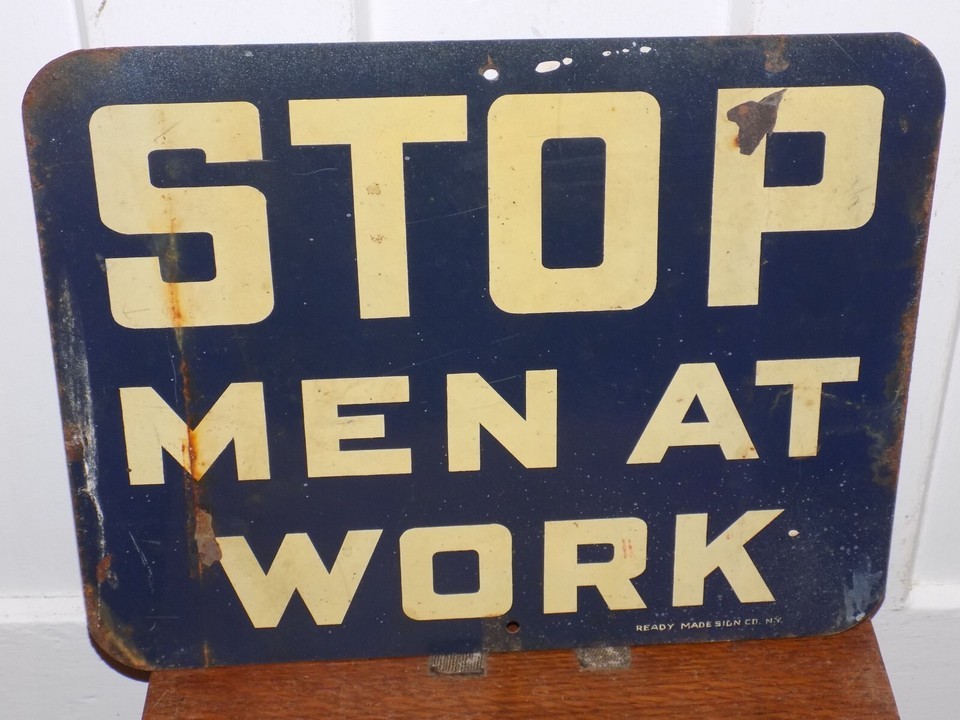 STOP
MEN AT
WORK
READY MADE SIGN CO. N.Y.